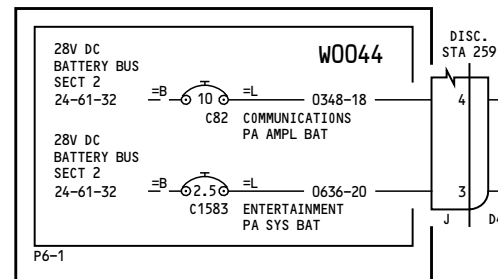 DISC.
STA 259
W0044
28V DC
BATTERY BUS
SECT 2
24-61-32
=B 10 =L 0348-18 4
C82 COMMUNICATIONS
PA AMPL BAT
28V DC
BATTERY BUS
SECT 2
24-61-32
=B 2.5 =L 0636-20 3
C1583 ENTERTAINMENT
PA SYS BAT
J
P6-1